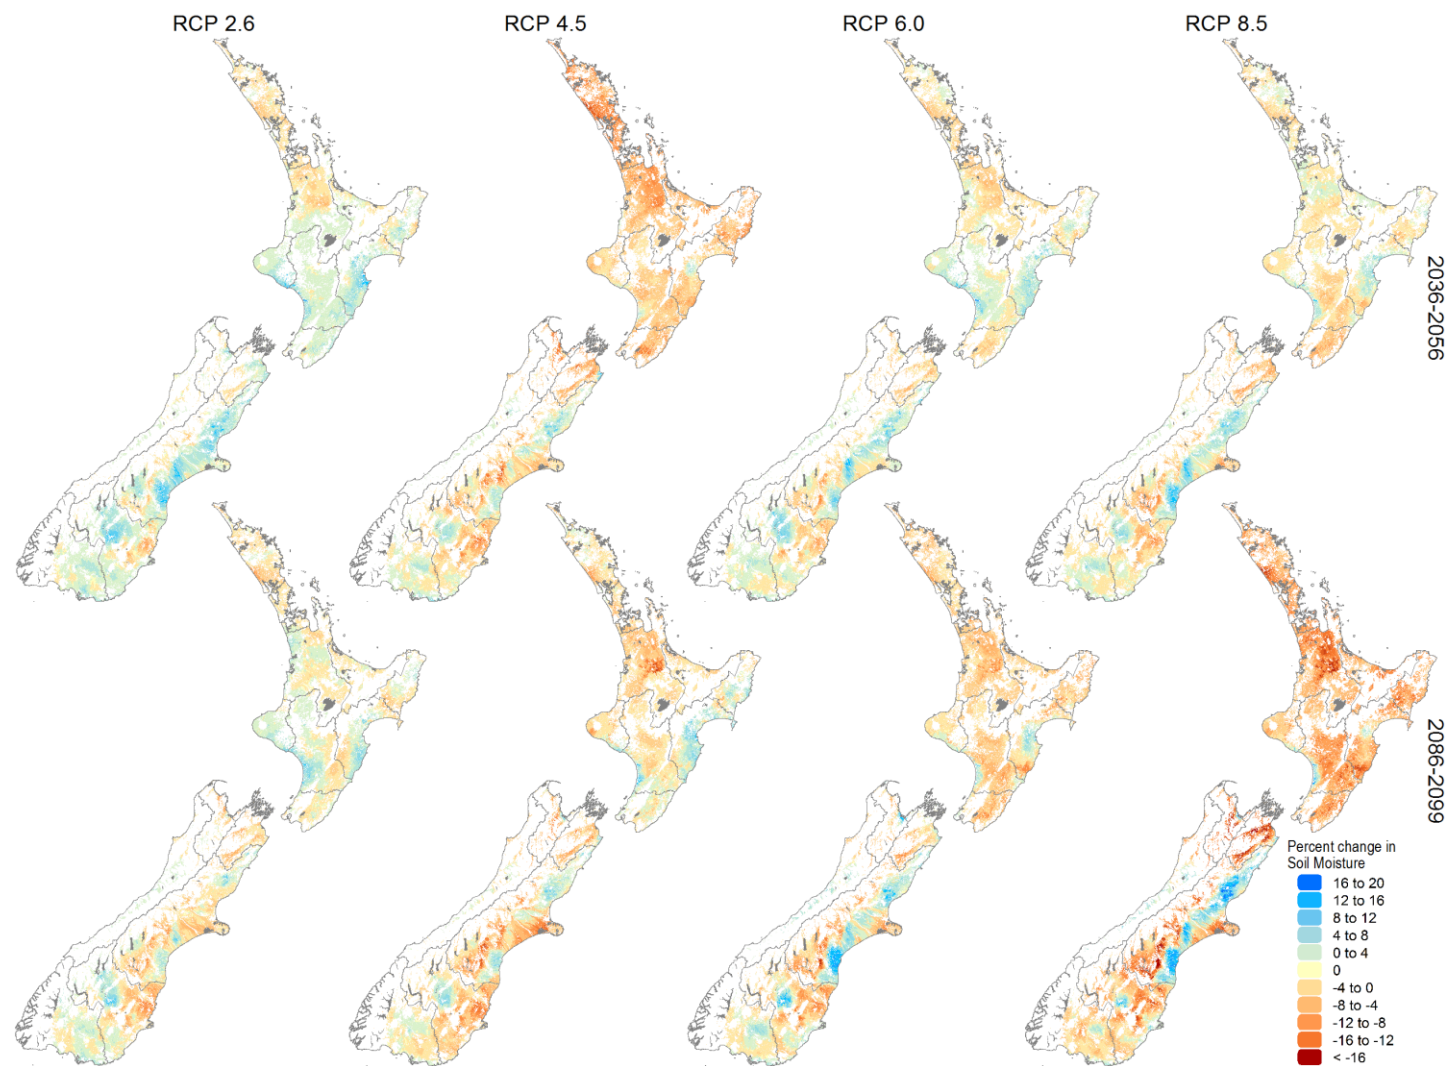 RCP 2.6
RCP 4.5
RCP 6.0
RCP 8.5
2036-2056
2086-2099
Percent change in
Soil Moisture
16 to 20
12 to 16
8 to 12
4 to 8
0 to 4
0
-4 to 0
-8 to -4
-12 to -8
-16 to -12
< -16